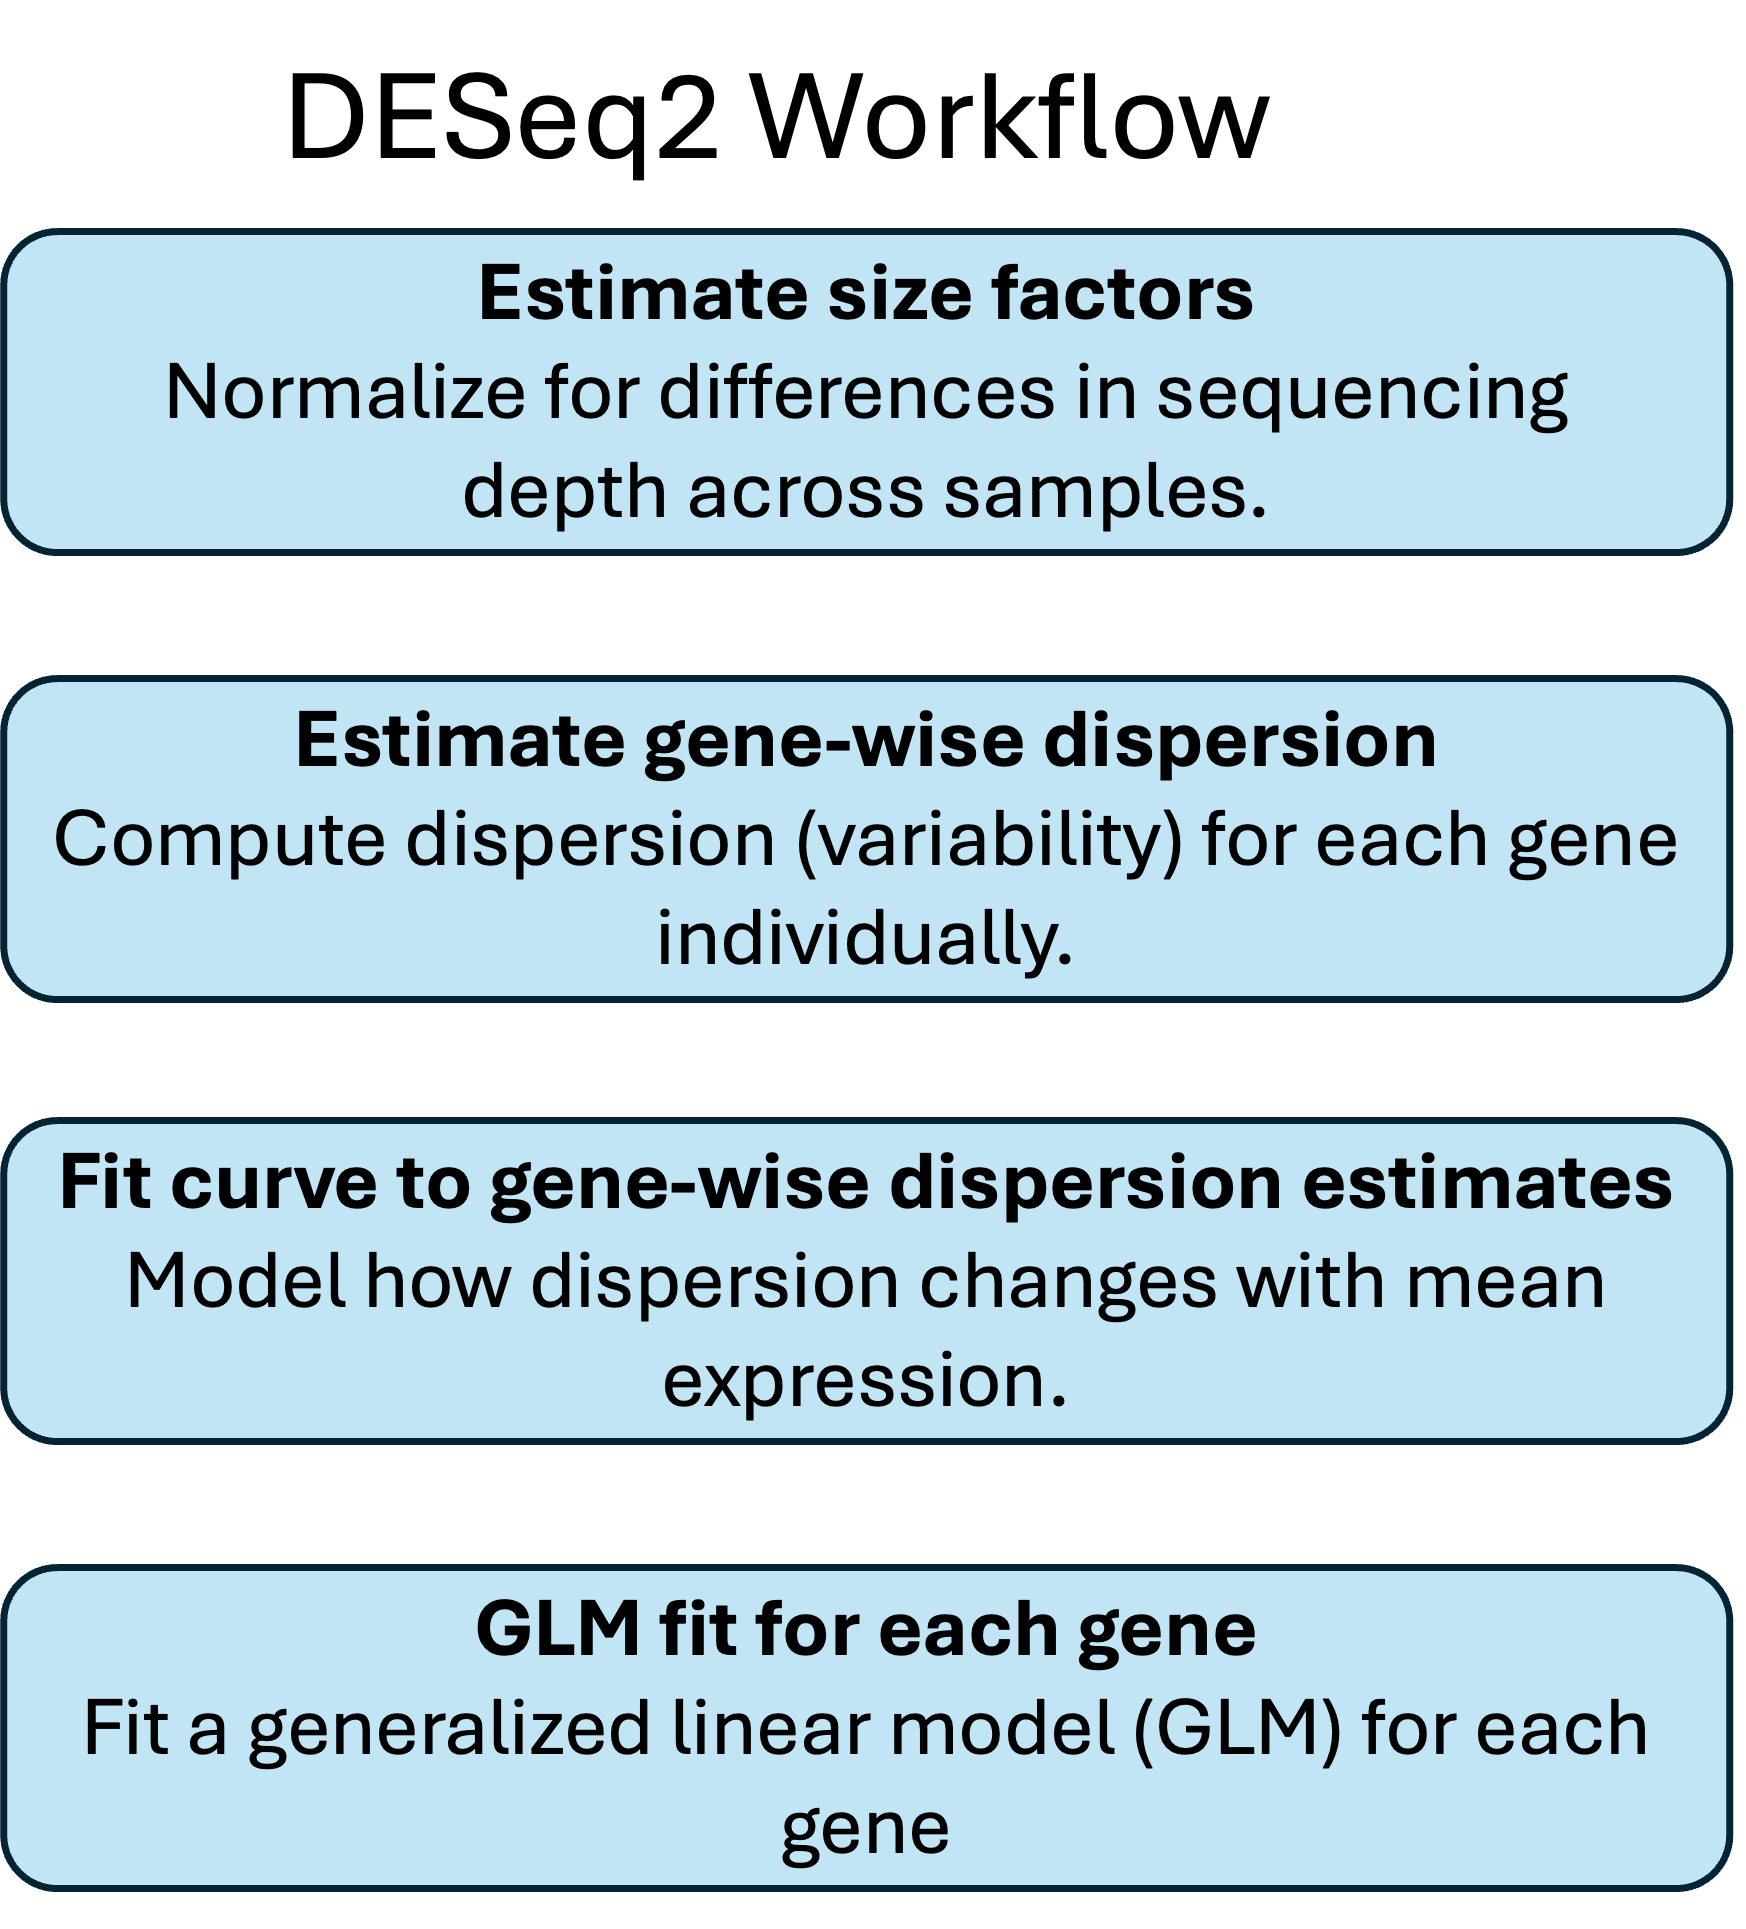 DESeq2 Workflow
Estimate size factors
Normalize for differences in sequencing
depth across samples.
Estimate gene-wise dispersion
Compute dispersion (variability) for each gene
individually.
Fit curve to gene-wise dispersion estimates
Model how dispersion changes with mean
expression.
GLM fit for each gene
Fit a generalized linear model (GLM) for each
gene